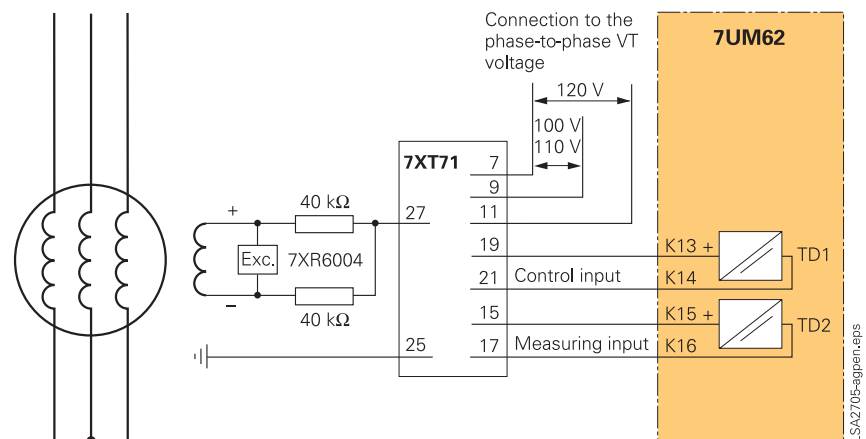 Connection to the
phase-to-phase VT
voltage
7UM62
120 V
100 V
110 V
7XT71
7
9
11
27
+
40 kΩ
Exc.
7XR6004
–
40 kΩ
19
K13 +
TD1
21
Control input
K14
15
K15 +
TD2
25
17
Measuring input
K16
LSA2705-agpen.eps